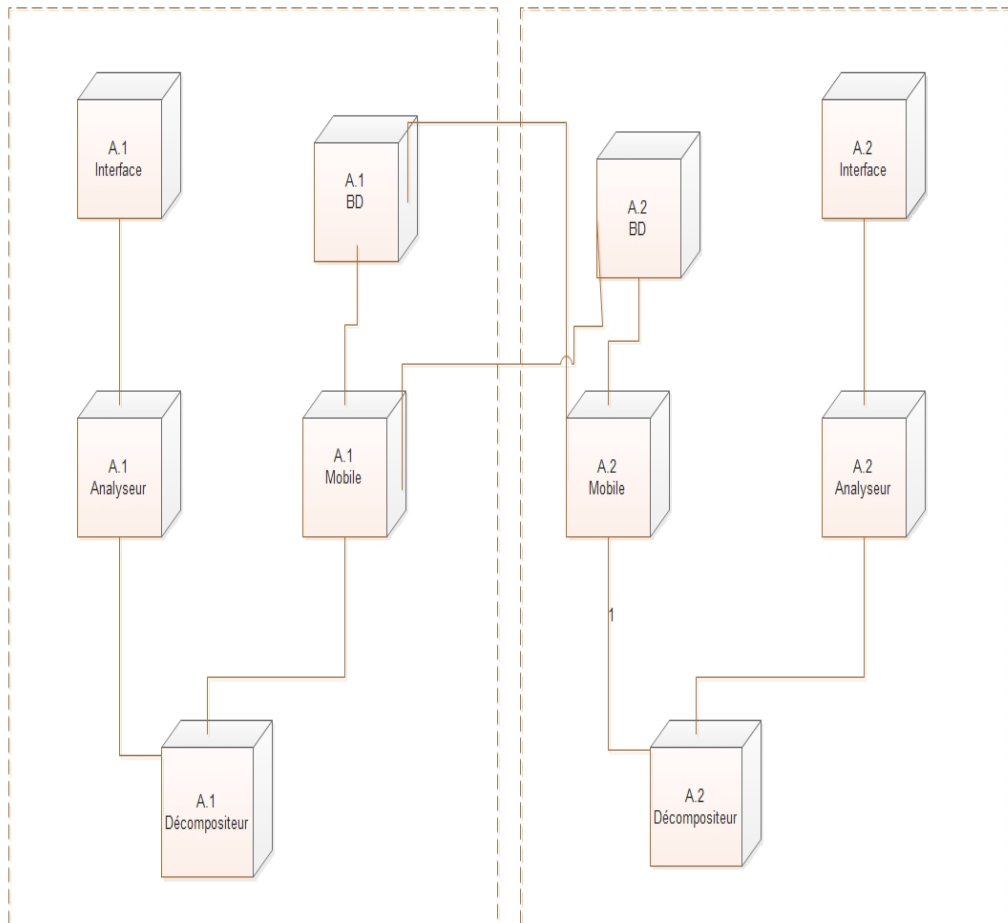 A.1
Interface
A.1
BD
A.2
BD
A.2
Interface
A.1
Analyseur
A.1
Mobile
A.2
Mobile
A.2
Analyseur
1
A.1
Décompositeur
A.2
Décompositeur